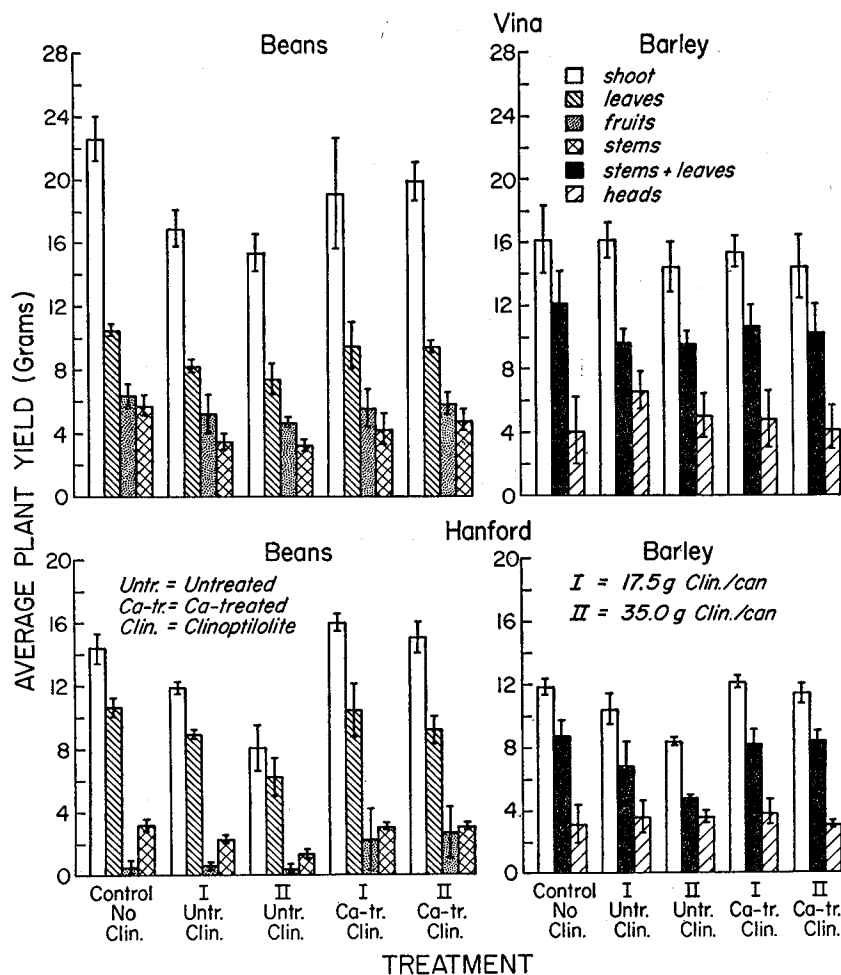 Vina
Beans
Barley
28
24
20
16
12
8
4
0
28
24
20
16
12
8
4
0
shoot
leaves
fruits
stems
stems + leaves
heads
AVERAGE PLANT YIELD (Grams)
Hanford
Beans
Barley
Untr. = Untreated
Ca-tr. = Ca-treated
Clin. = Clinoptilolite
I = 17.5 g Clin./can
II = 35.0 g Clin./can
20
16
12
8
4
0
20
16
12
8
4
0
Control I II I II
No Untr. Untr. Ca-tr. Ca-tr.
Clin. Clin. Clin. Clin. Clin.
Control I II I II
No Untr. Untr. Ca-tr. Ca-tr.
Clin. Clin. Clin. Clin. Clin.
TREATMENT